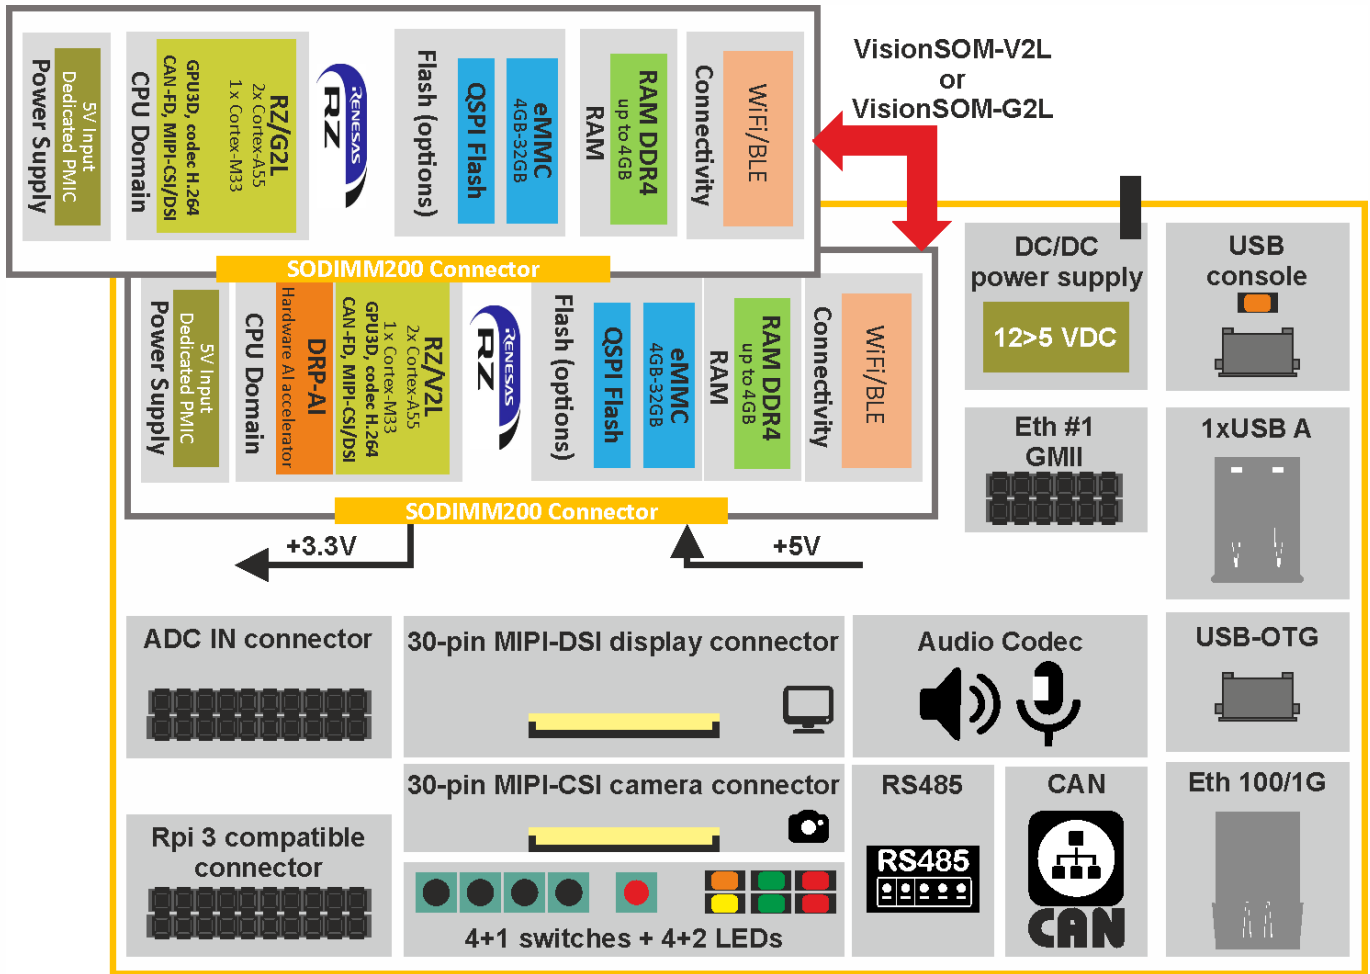 VisionSOM-V2L
or
VisionSOM-G2L
5V Input
Dedicated PMIC
Power Supply
RZ/G2L
2x Cortex-A55
1x Cortex-M33
GPU3D, codec H.264
CAN-FD, MIPI-CSI/DSI
CPU Domain
RENESAS
RZ
eMMC
4GB-32GB
QSPI Flash
Flash (options)
RAM DDR4
up to 4GB
RAM
WiFi/BLE
Connectivity
SODIMM200 Connector
5V Input
Dedicated PMIC
Power Supply
RZ/V2L
2x Cortex-A55
1x Cortex-M33
GPU3D, codec H.264
CAN-FD, MIPI-CSI/DSI
DRP-AI
Hardware AI accelerator
CPU Domain
RENESAS
RZ
eMMC
4GB-32GB
QSPI Flash
Flash (options)
RAM DDR4
up to 4GB
RAM
WiFi/BLE
Connectivity
SODIMM200 Connector
+3.3V
+5V
DC/DC
power supply
12>5 VDC
USB
console
Eth #1
GMII
1xUSB A
ADC IN connector
30-pin MIPI-DSI display connector
Audio Codec
USB-OTG
Rpi 3 compatible
connector
30-pin MIPI-CSI camera connector
4+1 switches + 4+2 LEDs
RS485
RS485
CAN
CAN
Eth 100/1G